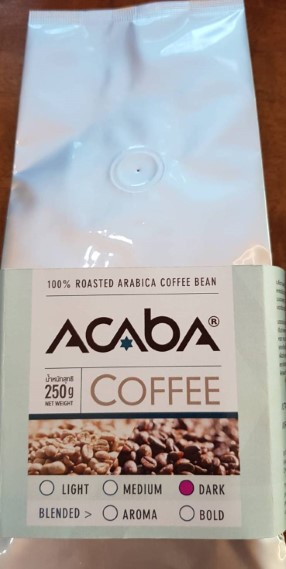 100% ROASTED ARABICA COFFEE BEAN
ACAbA®
น้ำหนักสุทธิ
250g
NET WEIGHT
COFFEE
LIGHT MEDIUM DARK
BLENDED > AROMA BOLD